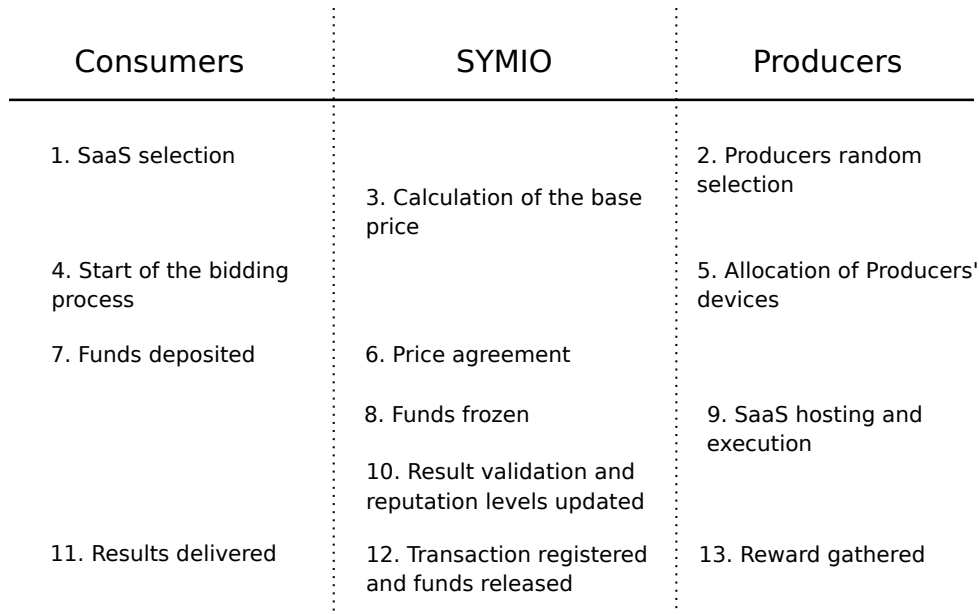 Consumers
SYMIO
Producers
1. SaaS selection
2. Producers random
selection
3. Calculation of the base
price
4. Start of the bidding
process
5. Allocation of Producers'
devices
7. Funds deposited
6. Price agreement
8. Funds frozen
9. SaaS hosting and
execution
10. Result validation and
reputation levels updated
11. Results delivered
12. Transaction registered
and funds released
13. Reward gathered